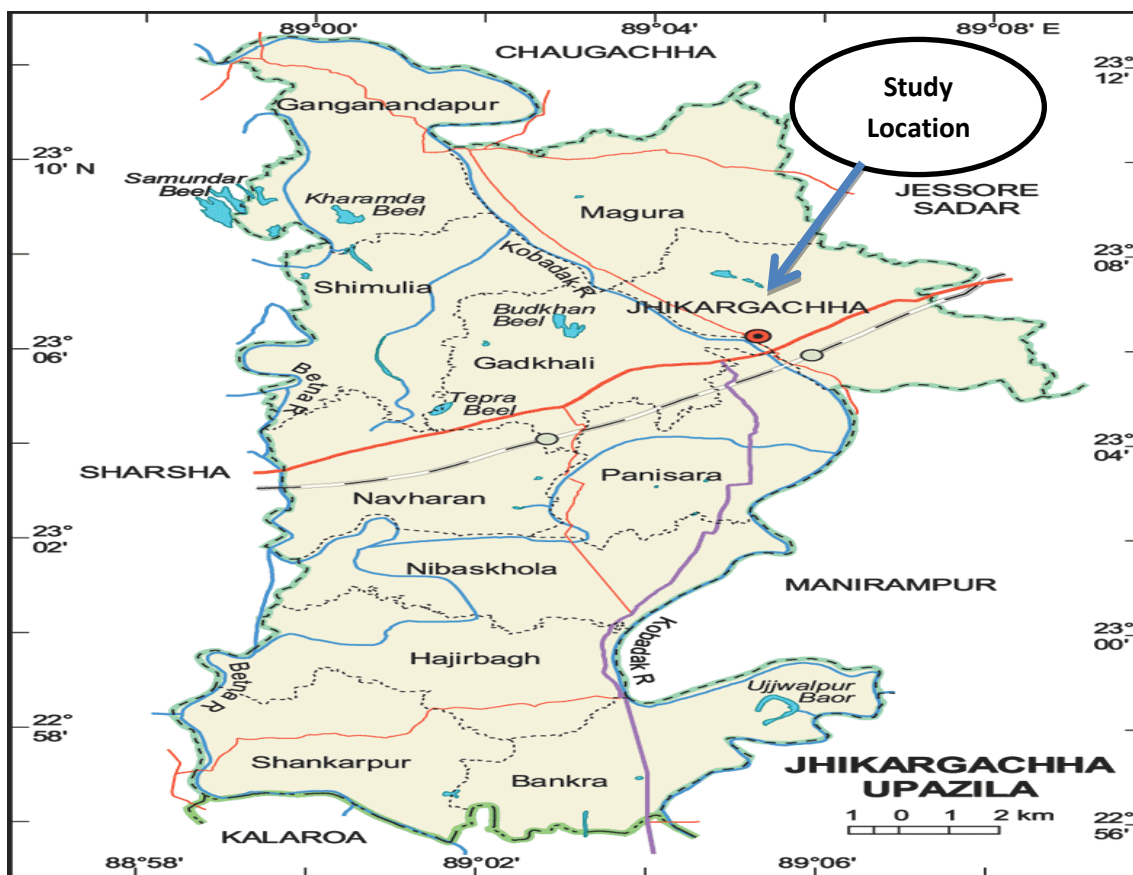 89°00'
89°04'
89°08' E
CHAUGACHHA
23°
12'
Study
Location
Ganganandapur
23°
10' N
Samundar
Beel
Kharamda
Beel
Magura
JESSORE
SADAR
Kobadak R
23°
08'
Shimulia
Budkhan
Beel
JHIKARGACHHA
23°
06'
Gadkhali
Betna R
Tepra
Beel
23°
04'
SHARSHA
Panisara
Navharan
23°
02'
Nibaskhola
MANIRAMPUR
Kobadak R
23°
00'
Hajirbagh
Betna R
Ujjwalpur
Baor
22°
58'
Shankarpur
Bankra
JHIKARGACHHA
UPAZILA
1 0 1 2 km
KALAROA
22°
56'
88°58'
89°02'
89°06'